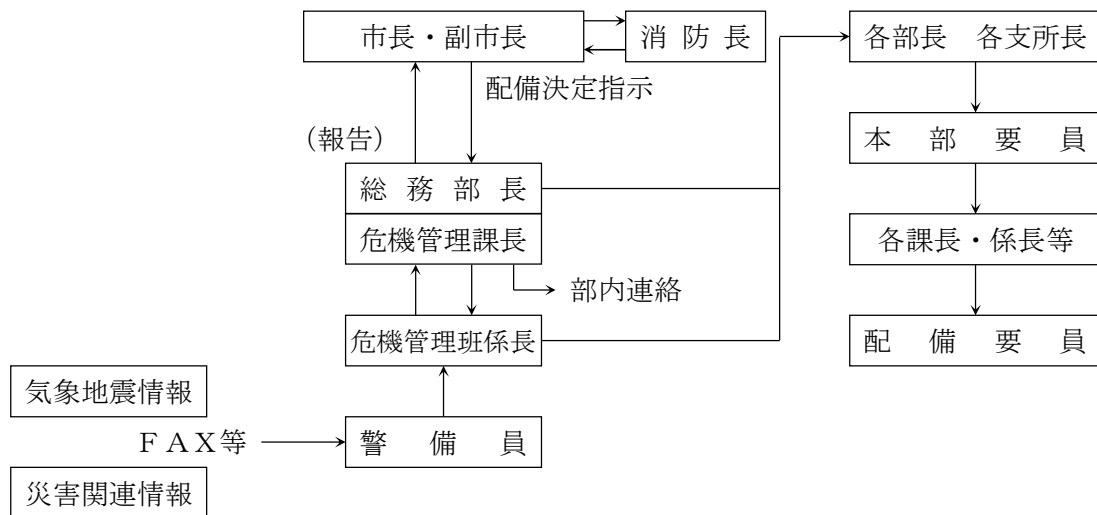 市長・副市長
消防長
各部長　各支所長
配備決定指示
(報告)
本部要員
総務部長
危機管理課長
各課長・係長等
部内連絡
危機管理班係長
配備要員
気象地震情報
ＦＡＸ等
警備員
災害関連情報